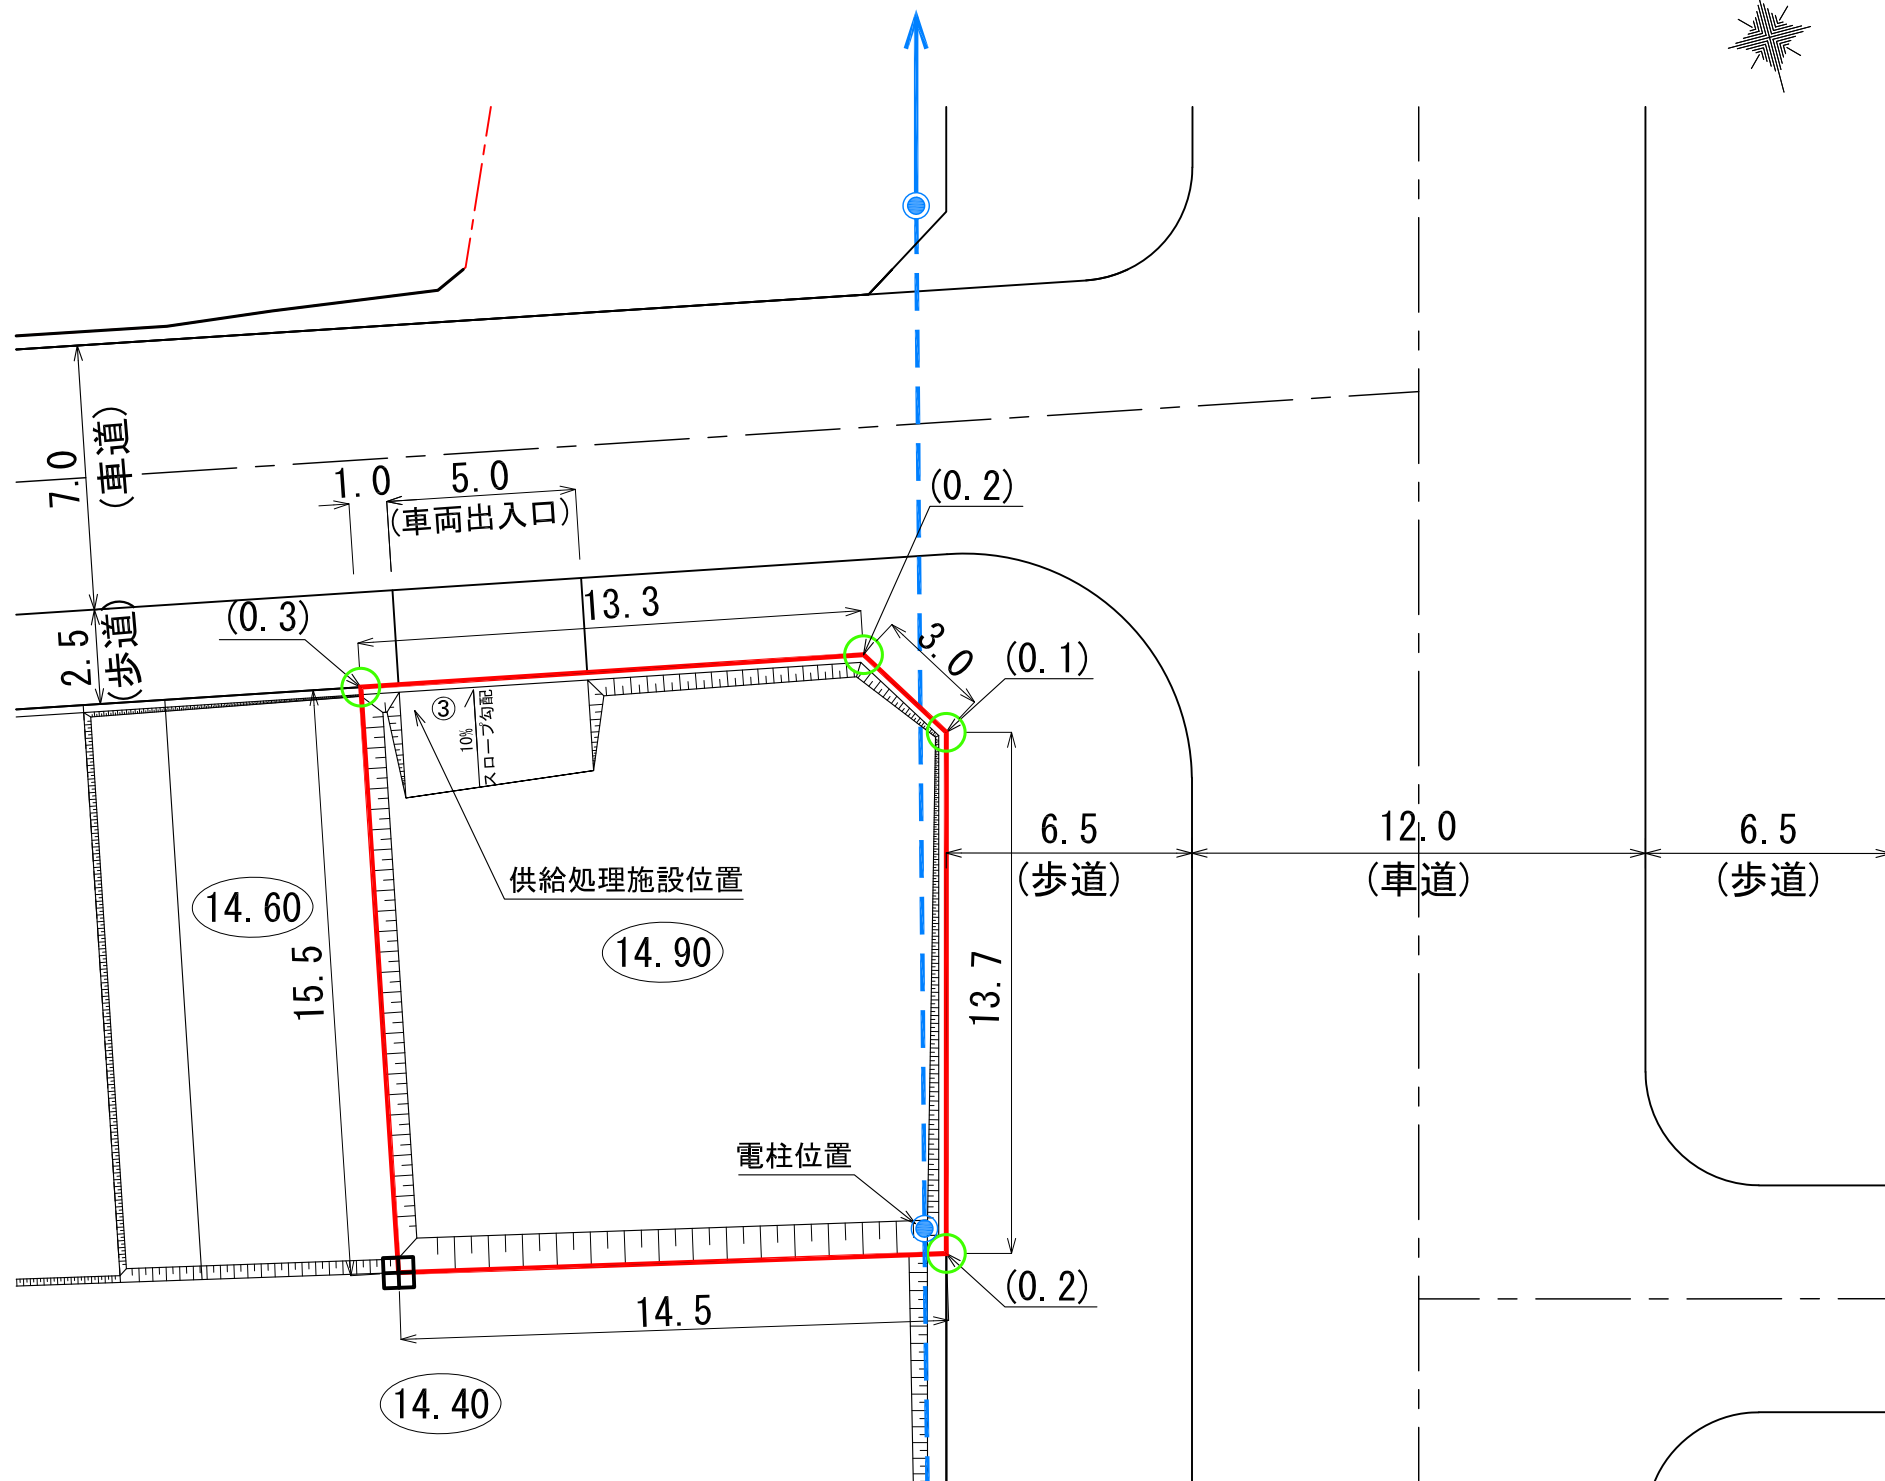 7.0
(車道)
1.0
5.0
(車両出入口)
(0.2)
2.5
(歩道)
(0.3)
13.3
3.0
(0.1)
③
10%
スロープ勾配
供給処理施設位置
6.5
(歩道)
12.0
(車道)
6.5
(歩道)
14.60
15.5
14.90
13.7
電柱位置
(0.2)
14.5
14.40